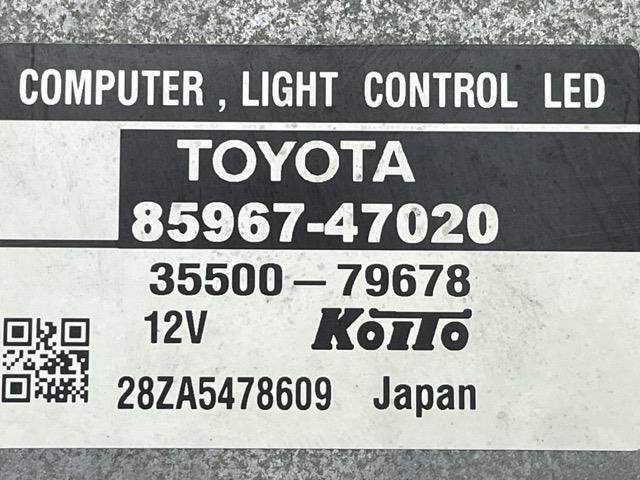 COMPUTER , LIGHT CONTROL LED
TOYOTA
85967-47020
35500-79678
12V KOITO
28ZA5478609 Japan